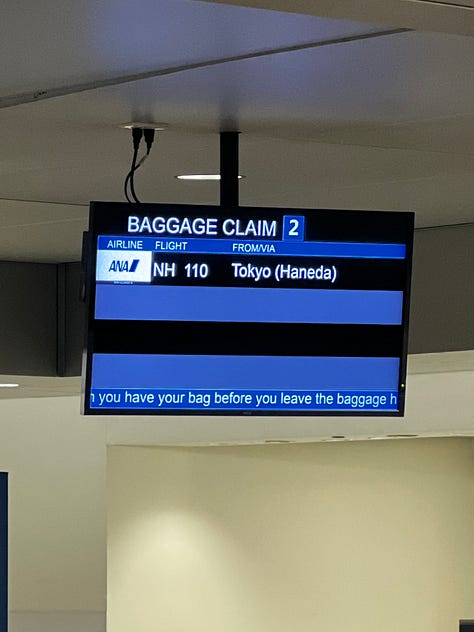 BAGGAGE CLAIM 2
AIRLINE FLIGHT FROM/VIA
ANA NH 110 Tokyo (Haneda)
you have your bag before you leave the baggage